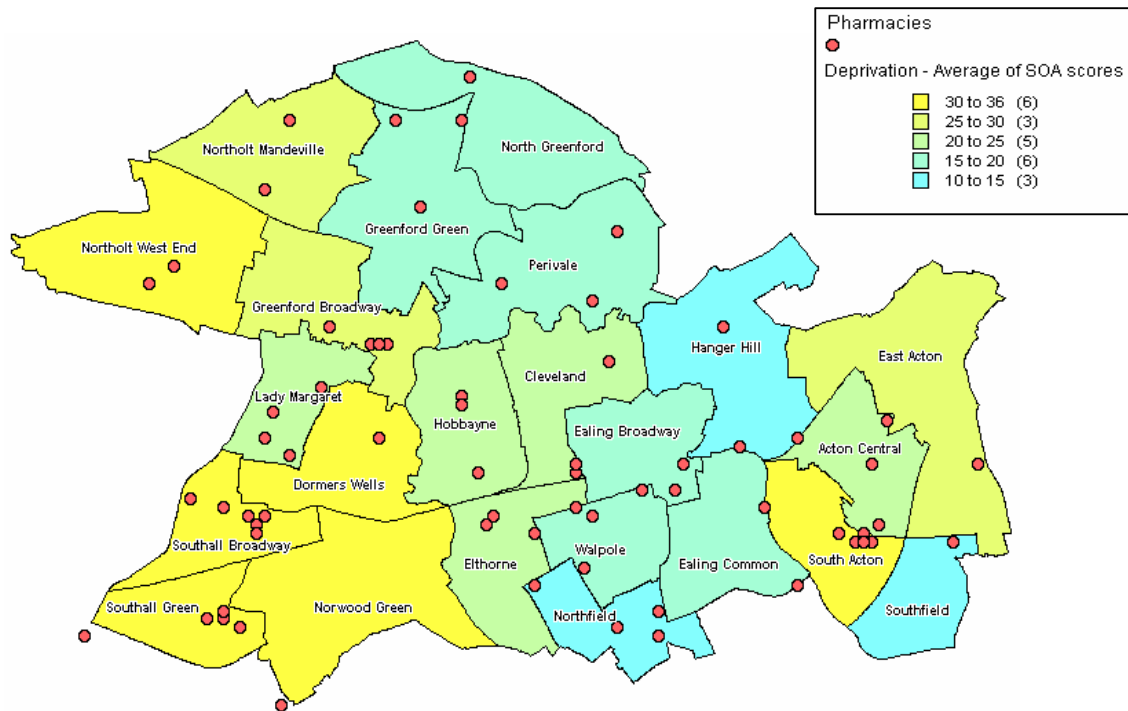 Pharmacies
Deprivation - Average of SOA scores
30 to 36 (6)
25 to 30 (3)
20 to 25 (5)
15 to 20 (6)
10 to 15 (3)
Northolt Mandeville
North Greenford
Northolt West End
Greenford Green
Perivale
Greenford Broadway
Hanger Hill
East Acton
Cleveland
Lady Margaret
Hobbayne
Ealing Broadway
Acton Central
Dormers Wells
Southall Broadway
Walpole
South Acton
Elthorne
Ealing Common
Southall Green
Norwood Green
Northfield
Southfield